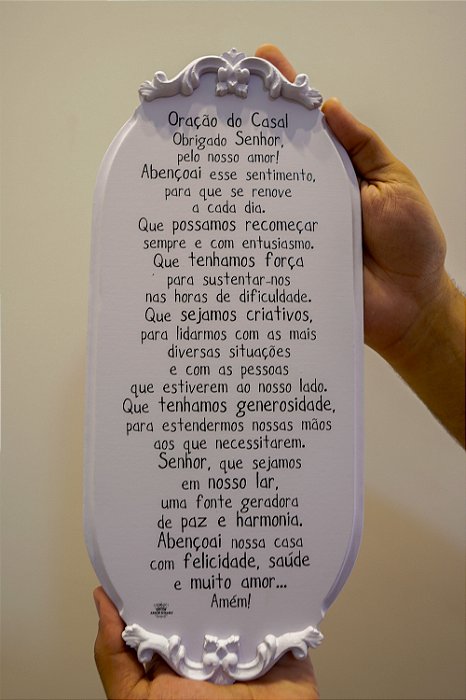 Oração do Casal
Obrigado Senhor,
pelo nosso amor!
Abençoai esse sentimento,
para que se renove
a cada dia.
Que possamos recomeçar
sempre e com entusiasmo.
Que tenhamos força
para sustentar-nos
nas horas de dificuldade.
Que sejamos criativos,
para lidarmos com as mais
diversas situações
e com as pessoas
que estiverem ao nosso lado.
Que tenhamos generosidade,
para estendermos nossas mãos
aos que necessitarem.
Senhor, que sejamos
em nosso lar,
uma fonte geradora
de paz e harmonia.
Abençoai nossa casa
com felicidade, saúde
e muito amor...
Amém!